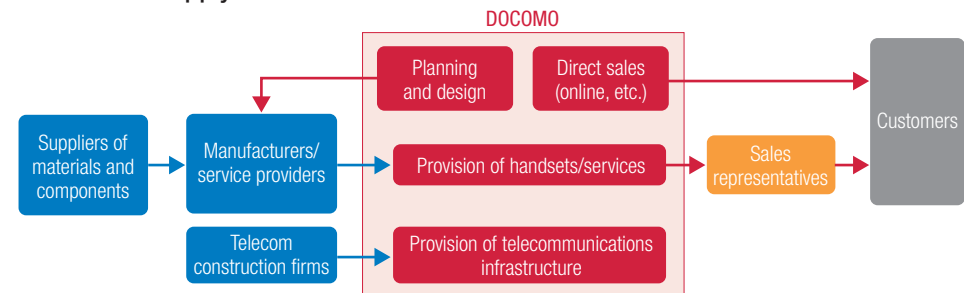 DOCOMO
Planning
and design
Direct sales
(online, etc.)
Customers
Suppliers of
materials and
components
Manufacturers/
service providers
Provision of handsets/services
Sales
representatives
Telecom
construction firms
Provision of telecommunications
infrastructure